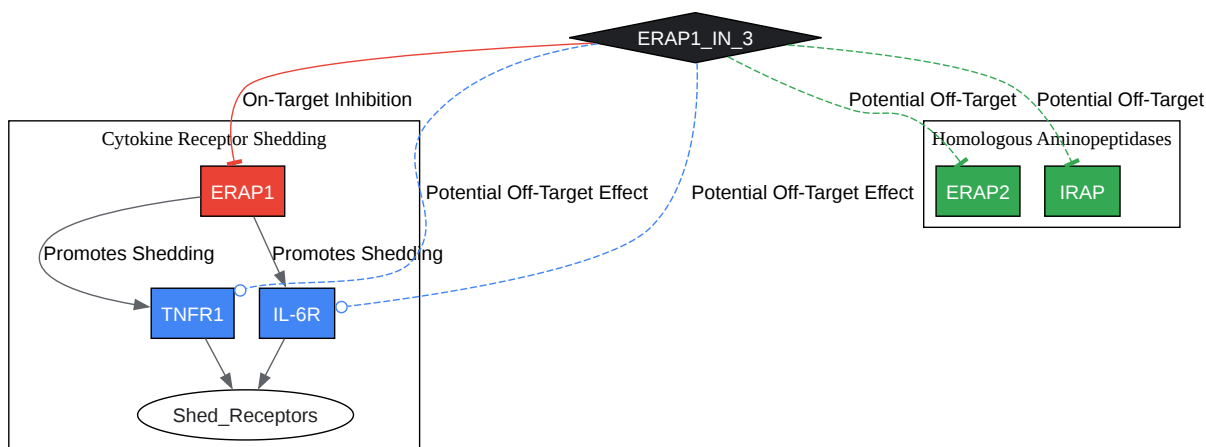 ERAP1_IN_3
On-Target Inhibition
Potential Off-Target
Potential Off-Target
Cytokine Receptor Shedding
Homologous Aminopeptidases
ERAP1
Potential Off-Target Effect
Potential Off-Target Effect
ERAP2
IRAP
Promotes Shedding
Promotes Shedding
TNFR1
IL-6R
Shed_Receptors